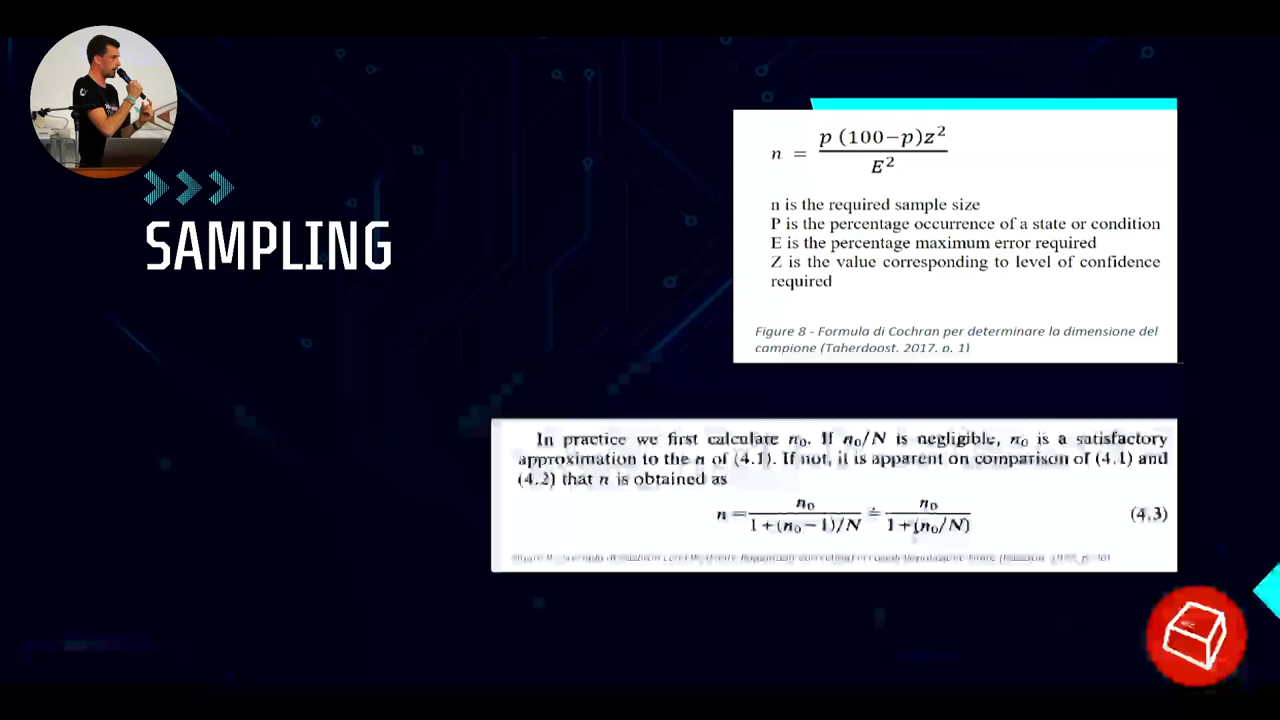 SAMPLING
n = p (100−p)z² / E²
n is the required sample size
P is the percentage occurrence of a state or condition
E is the percentage maximum error required
Z is the value corresponding to level of confidence
required
Figure 8 - Formula di Cochran per determinare la dimensione del
campione (Taherdoost, 2017, p. 1)
In practice we first calculate n₀. If n₀/N is negligible, n₀ is a satisfactory
approximation to the n of (4.1). If not, it is apparent on comparison of (4.1) and
(4.2) that n is obtained as
n = n₀ / 1+(n₀−1)/N ≐ n₀ / 1+(n₀/N) (4.3)